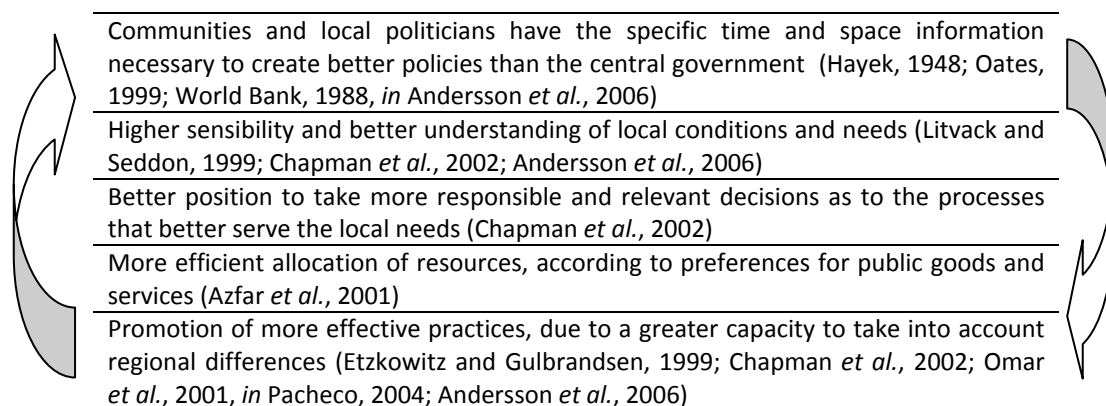 Communities and local politicians have the specific time and space information
necessary to create better policies than the central government (Hayek, 1948; Oates,
1999; World Bank, 1988, in Andersson et al., 2006)
Higher sensibility and better understanding of local conditions and needs (Litvack and
Seddon, 1999; Chapman et al., 2002; Andersson et al., 2006)
Better position to take more responsible and relevant decisions as to the processes
that better serve the local needs (Chapman et al., 2002)
More efficient allocation of resources, according to preferences for public goods and
services (Azfar et al., 2001)
Promotion of more effective practices, due to a greater capacity to take into account
regional differences (Etzkowitz and Gulbrandsen, 1999; Chapman et al., 2002; Omar
et al., 2001, in Pacheco, 2004; Andersson et al., 2006)